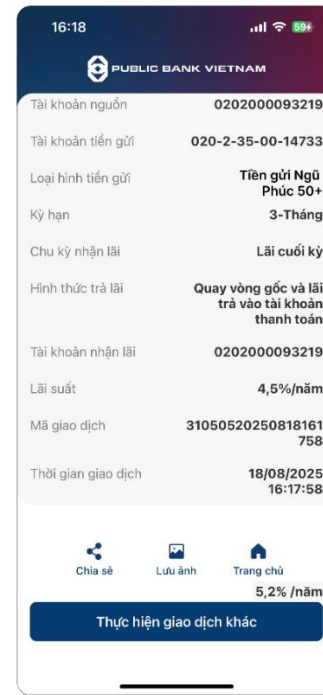 16:18
59+
PUBLIC BANK VIETNAM
Tài khoản nguồn 0202000093219
Tài khoản tiền gửi 020-2-35-00-14733
Loại hình tiền gửi Tiền gửi Ngũ
Phúc 50+
Kỳ hạn 3-Tháng
Chu kỳ nhận lãi Lãi cuối kỳ
Hình thức trả lãi Quay vòng gốc và lãi
trả vào tài khoản
thanh toán
Tài khoản nhận lãi 0202000093219
Lãi suất 4,5%/năm
Mã giao dịch 31050520250818161
758
Thời gian giao dịch 18/08/2025
16:17:58
Chia sẻ Lưu ảnh Trang chủ
5,2% /năm
Thực hiện giao dịch khác